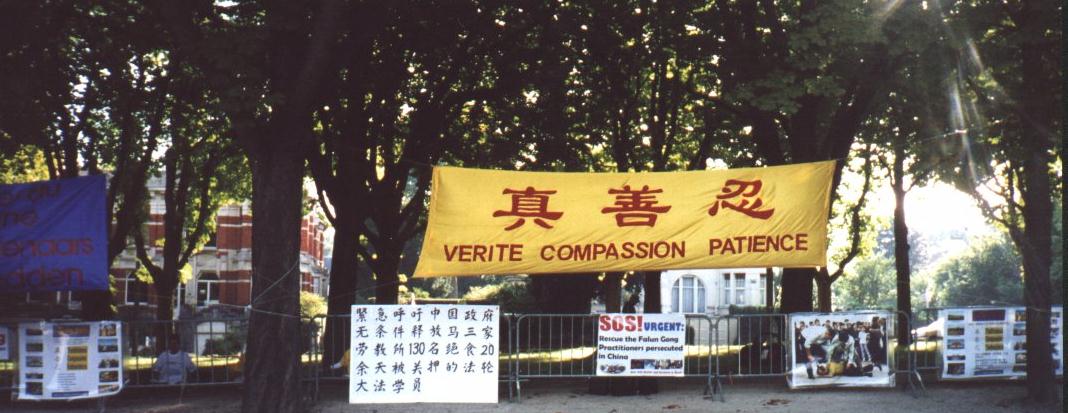 enaars
dden
真善忍
VERITE COMPASSION PATIENCE
紧急呼吁中国政府
无条件释放马三家
劳教所130名绝食20
余天被关押的法轮
大法学员
SOS! URGENT:
Rescue the Falun Gong
Practitioners persecuted
in China